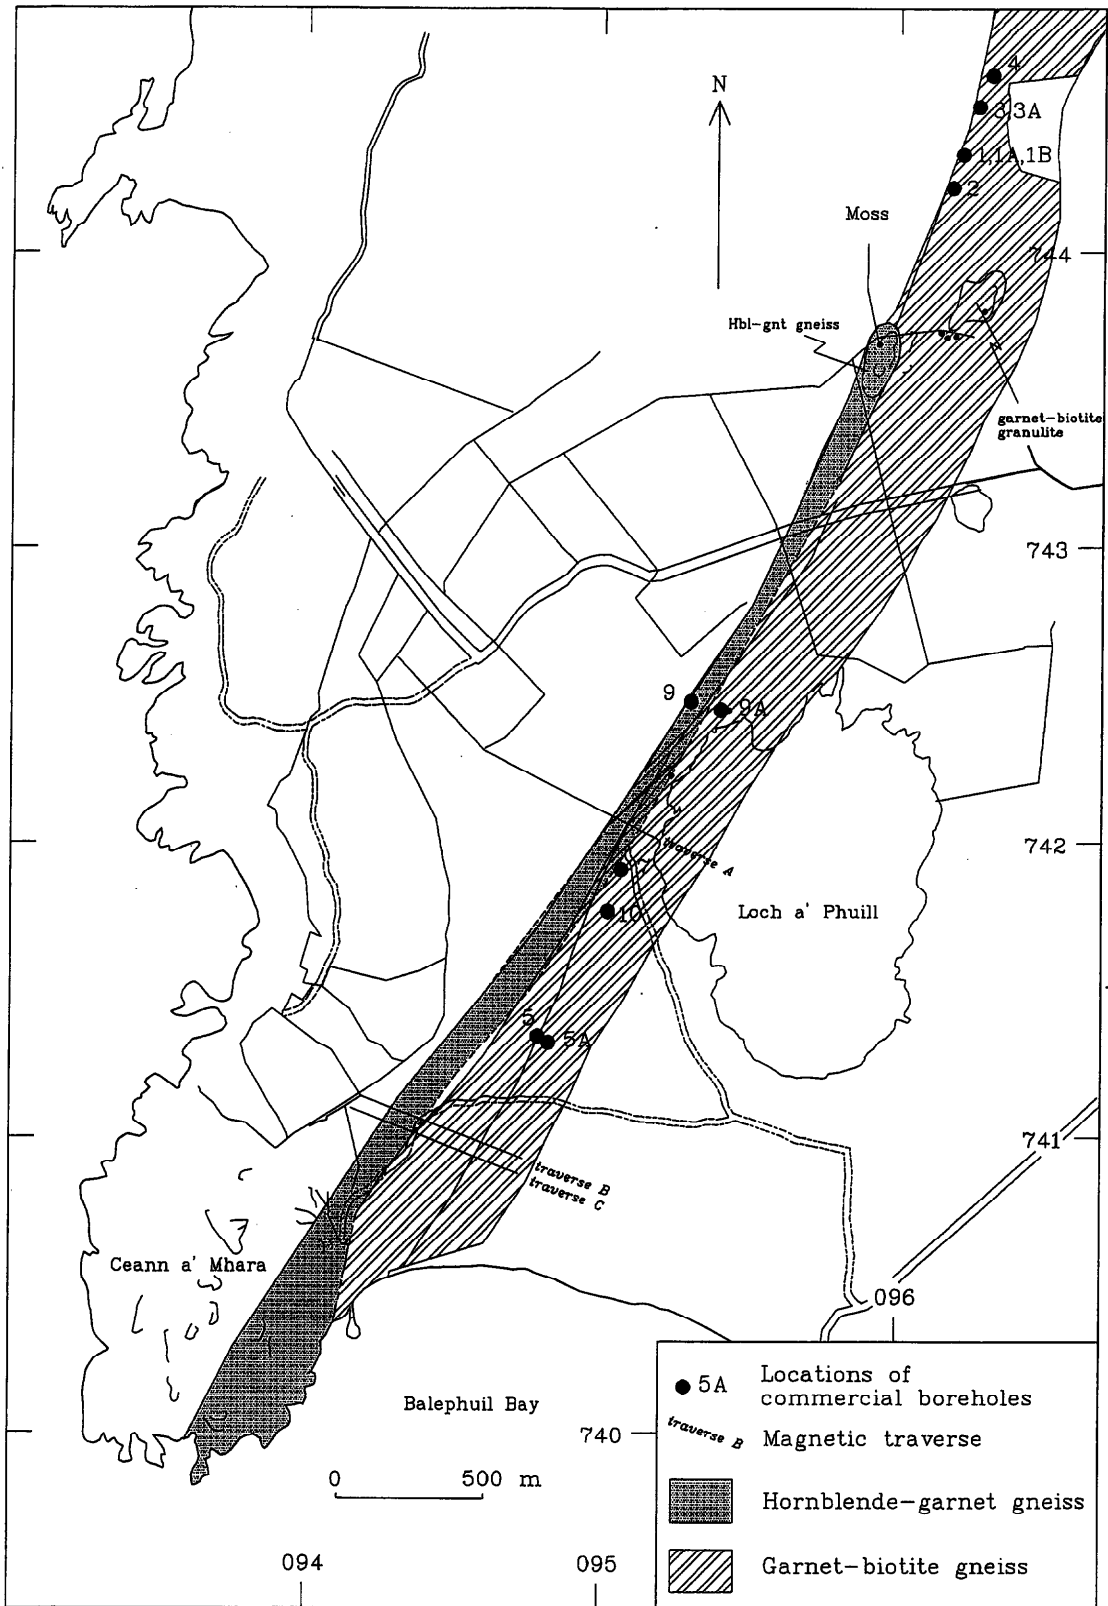 4
N
3,3A
1,1A,1B
2
Moss
744
Hbl-gnt gneiss
garnet-biotite
granulite
743
9
9A
traverse A
742
Loch a' Phuill
10
5
5A
741
traverse B
traverse C
Ceann a' Mhara
096
Balephuil Bay
740
0 500 m
094
095
5A Locations of
commercial boreholes
traverse B Magnetic traverse
Hornblende-garnet gneiss
Garnet-biotite gneiss